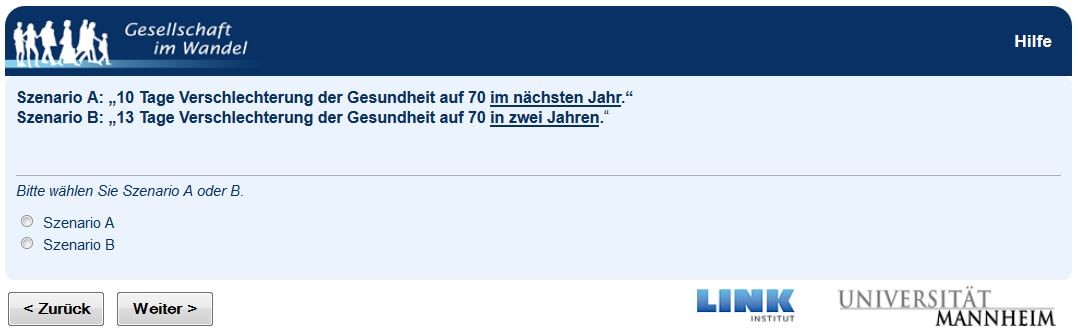 Gesellschaft
im Wandel
Hilfe
Szenario A: „10 Tage Verschlechterung der Gesundheit auf 70 im nächsten Jahr.“
Szenario B: „13 Tage Verschlechterung der Gesundheit auf 70 in zwei Jahren.“
Bitte wählen Sie Szenario A oder B.
Szenario A
Szenario B
< Zurück
Weiter >
LINK
INSTITUT
UNIVERSITÄT
MANNHEIM